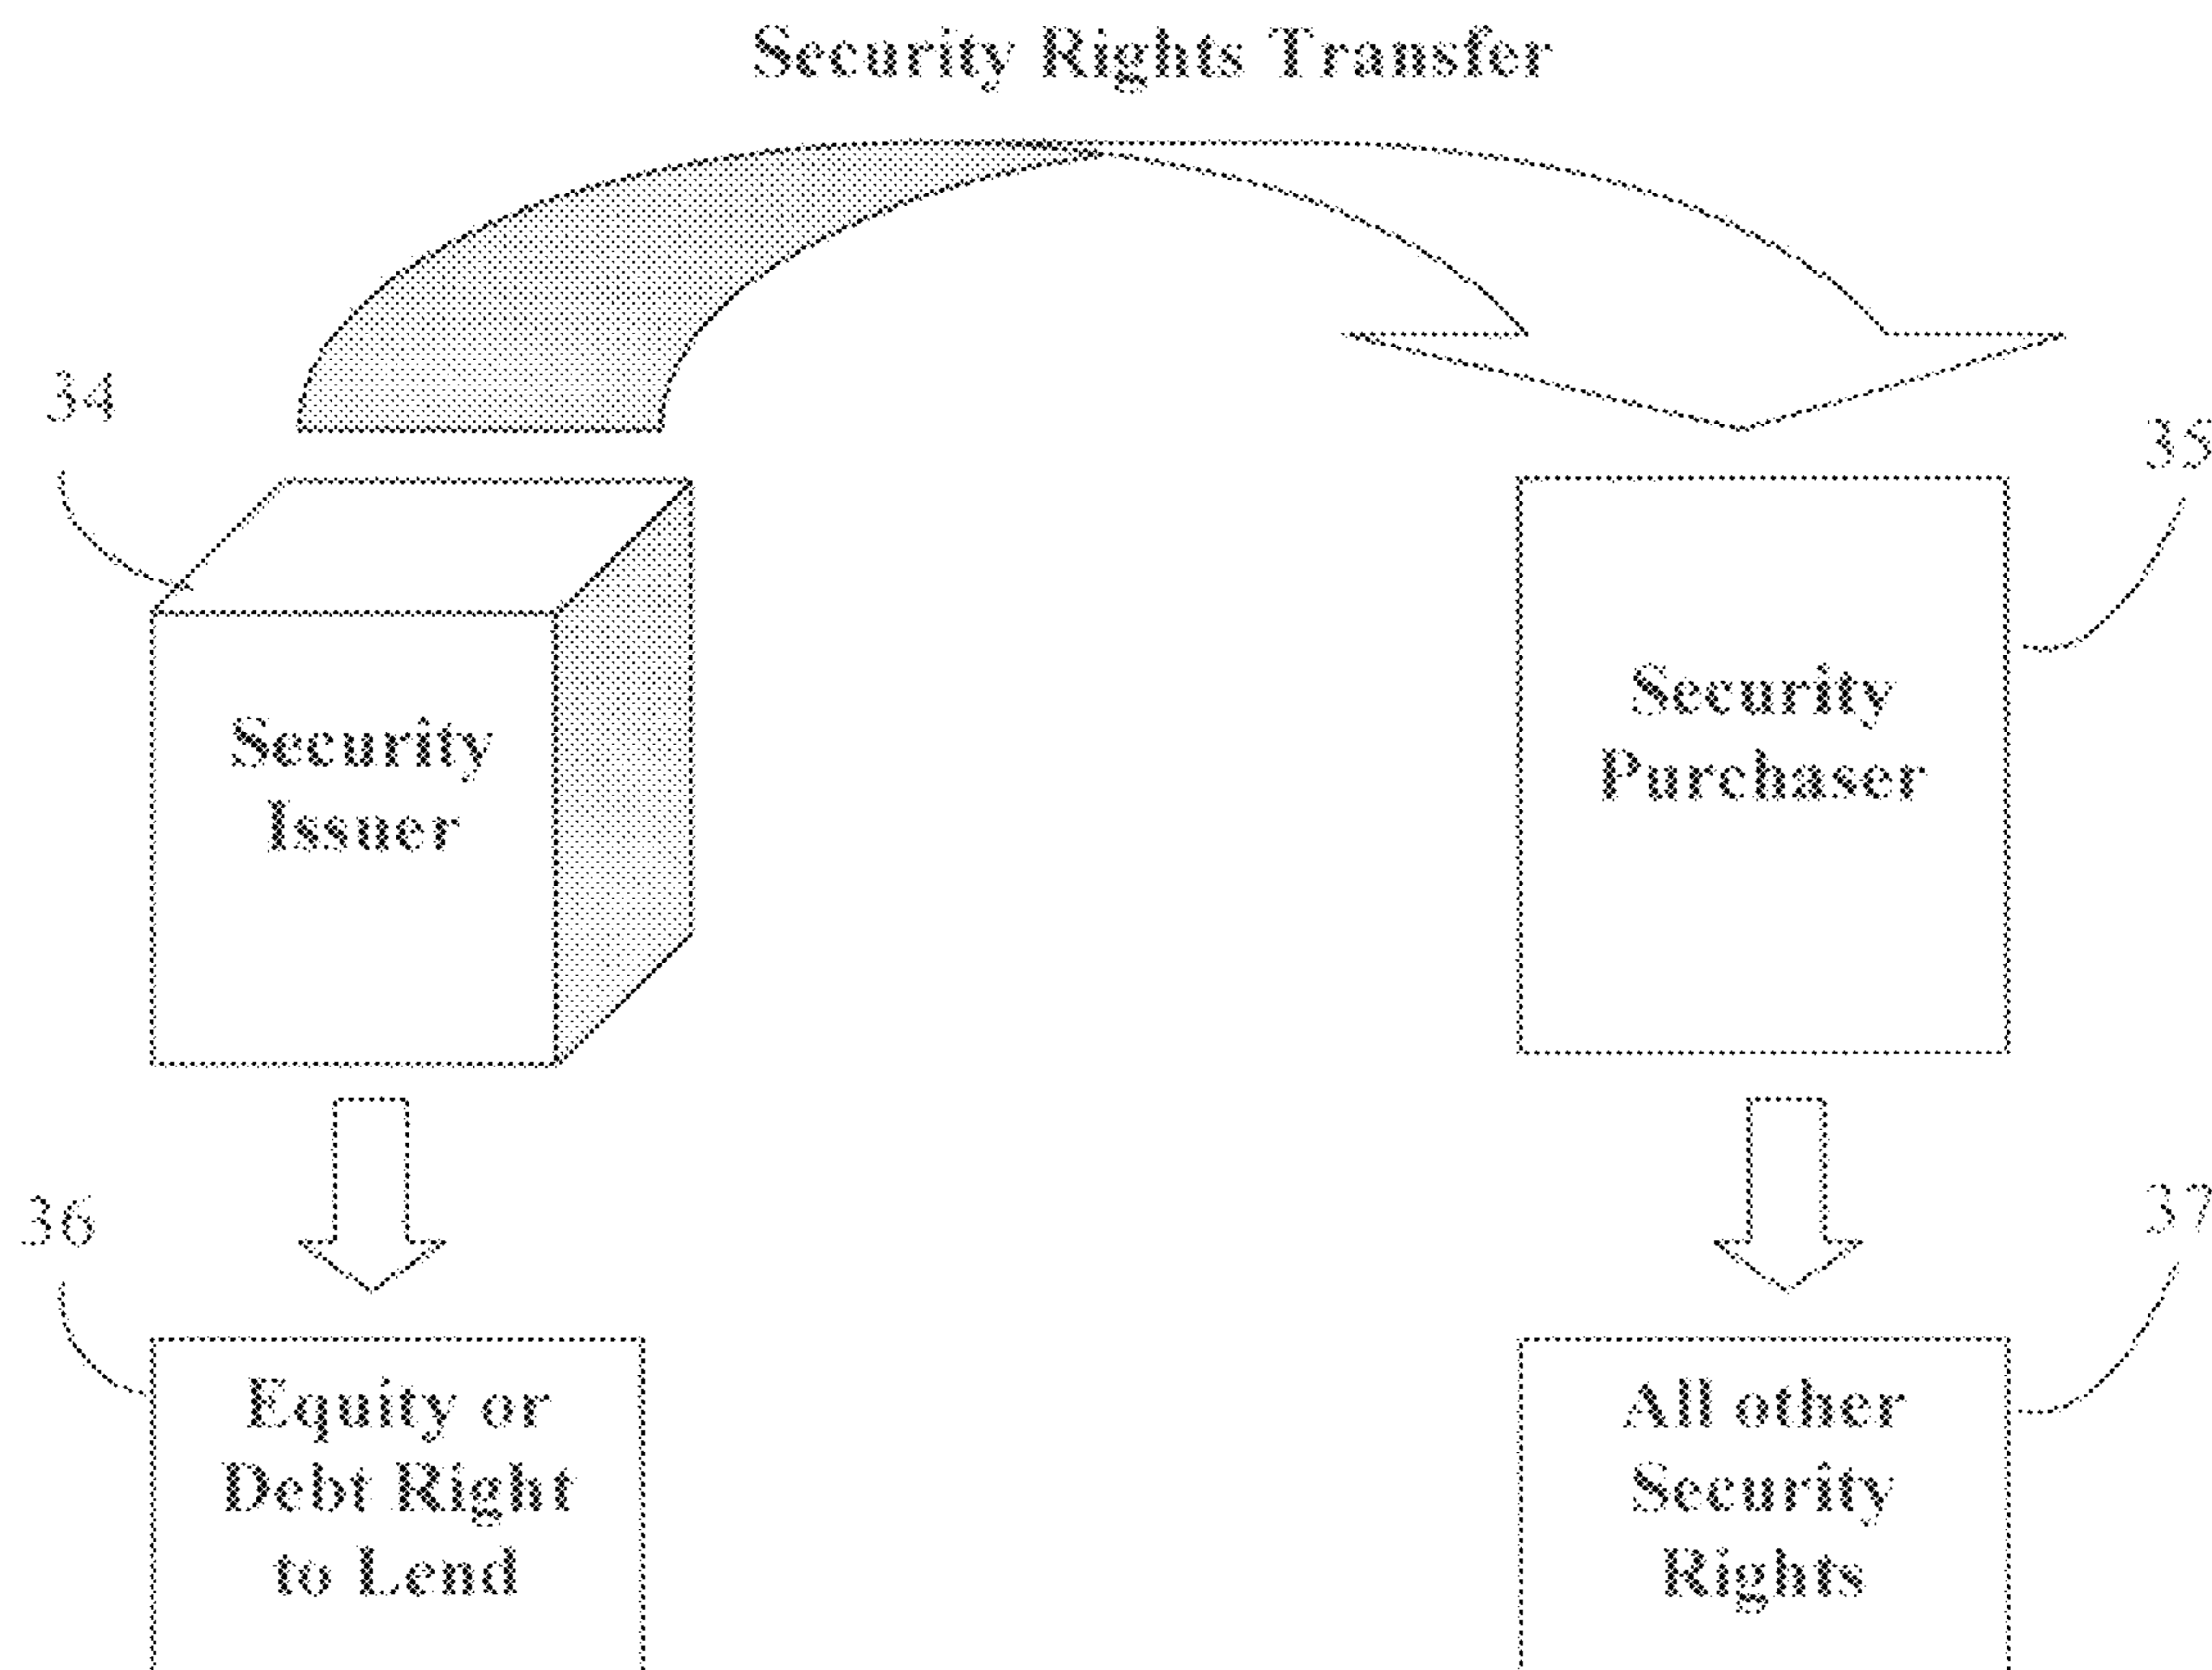 Security Rights Transfer
34
35
Security
Issuer
Security
Purchaser
36
37
Equity or
Debt Right
to Lend
All other
Security
Rights